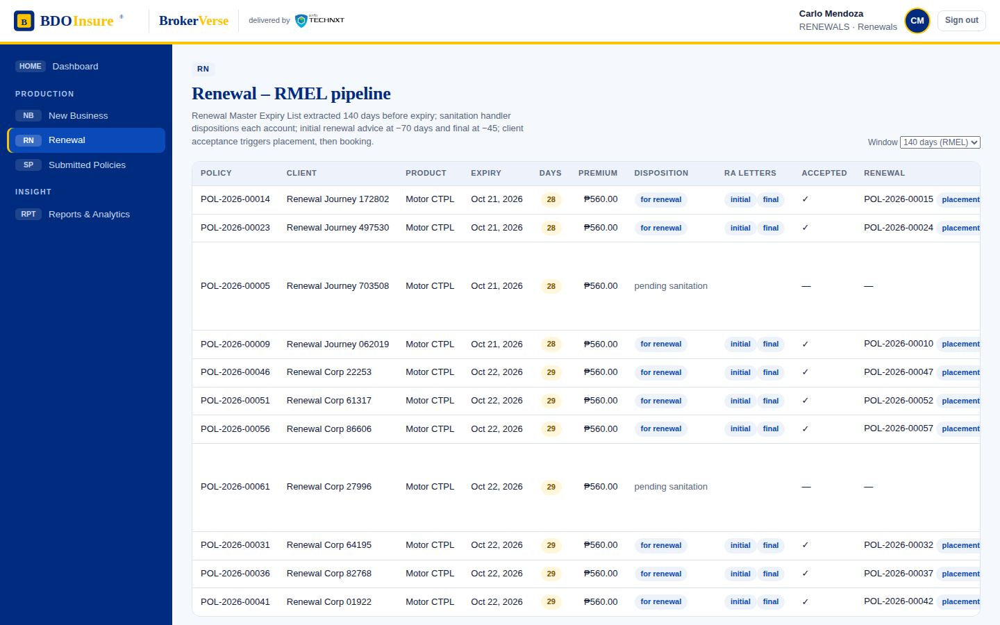 B BDOInsure ®
BrokerVerse
delivered by TECHNXT
Carlo Mendoza
RENEWALS · Renewals
CM
Sign out
HOME Dashboard
PRODUCTION
NB New Business
RN Renewal
SP Submitted Policies
INSIGHT
RPT Reports & Analytics
RN
Renewal – RMEL pipeline
Renewal Master Expiry List extracted 140 days before expiry; sanitation handler
dispositions each account; initial renewal advice at −70 days and final at −45; client
acceptance triggers placement, then booking.
Window 140 days (RMEL)
POLICY CLIENT PRODUCT EXPIRY DAYS PREMIUM DISPOSITION RA LETTERS ACCEPTED RENEWAL
POL-2026-00014 Renewal Journey 172802 Motor CTPL Oct 21, 2026 28 ₱560.00 for renewal initial final ✓ POL-2026-00015 placement
POL-2026-00023 Renewal Journey 497530 Motor CTPL Oct 21, 2026 28 ₱560.00 for renewal initial final ✓ POL-2026-00024 placement
POL-2026-00005 Renewal Journey 703508 Motor CTPL Oct 21, 2026 28 ₱560.00 pending sanitation — —
POL-2026-00009 Renewal Journey 062019 Motor CTPL Oct 21, 2026 28 ₱560.00 for renewal initial final ✓ POL-2026-00010 placement
POL-2026-00046 Renewal Corp 22253 Motor CTPL Oct 22, 2026 29 ₱560.00 for renewal initial final ✓ POL-2026-00047 placement
POL-2026-00051 Renewal Corp 61317 Motor CTPL Oct 22, 2026 29 ₱560.00 for renewal initial final ✓ POL-2026-00052 placement
POL-2026-00056 Renewal Corp 86606 Motor CTPL Oct 22, 2026 29 ₱560.00 for renewal initial final ✓ POL-2026-00057 placement
POL-2026-00061 Renewal Corp 27996 Motor CTPL Oct 22, 2026 29 ₱560.00 pending sanitation — —
POL-2026-00031 Renewal Corp 64195 Motor CTPL Oct 22, 2026 29 ₱560.00 for renewal initial final ✓ POL-2026-00032 placement
POL-2026-00036 Renewal Corp 82768 Motor CTPL Oct 22, 2026 29 ₱560.00 for renewal initial final ✓ POL-2026-00037 placement
POL-2026-00041 Renewal Corp 01922 Motor CTPL Oct 22, 2026 29 ₱560.00 for renewal initial final ✓ POL-2026-00042 placement